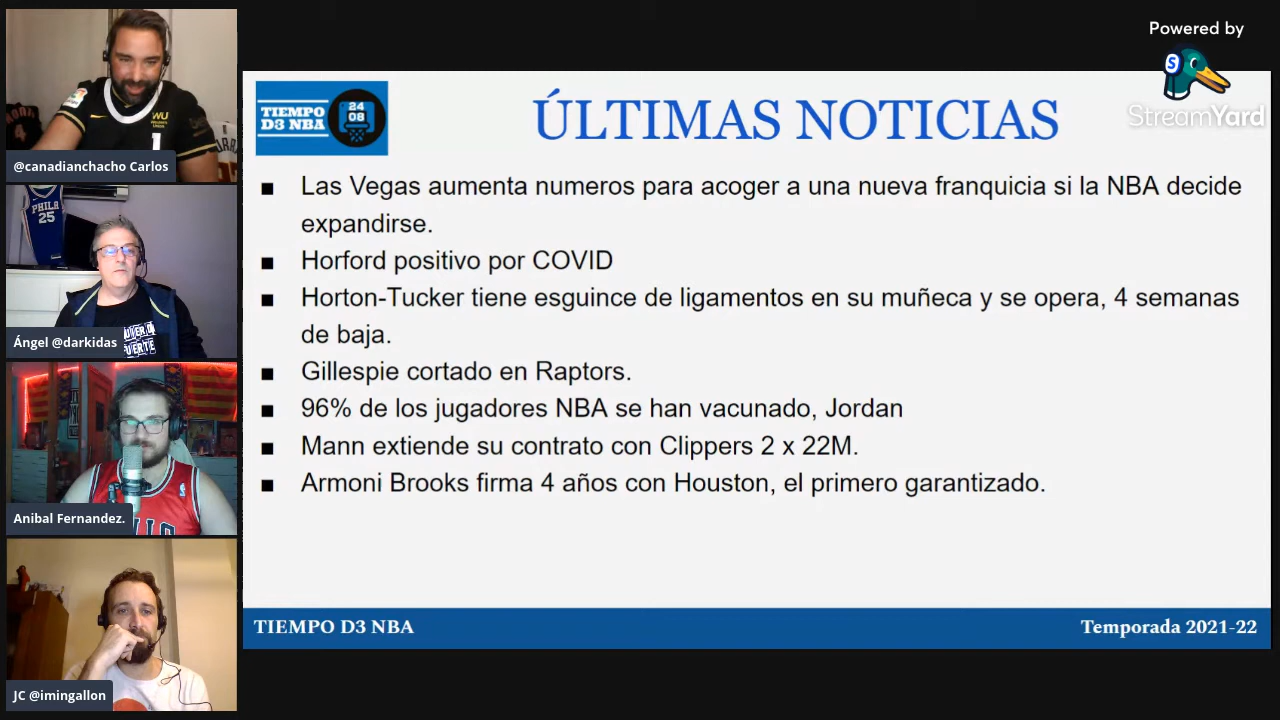 Powered by
S
StreamYard
TIEMPO
D3 NBA
24
08
ÚLTIMAS NOTICIAS
Las Vegas aumenta numeros para acoger a una nueva franquicia si la NBA decide
expandirse.
Horford positivo por COVID
Horton-Tucker tiene esguince de ligamentos en su muñeca y se opera, 4 semanas
de baja.
Gillespie cortado en Raptors.
96% de los jugadores NBA se han vacunado, Jordan
Mann extiende su contrato con Clippers 2 x 22M.
Armoni Brooks firma 4 años con Houston, el primero garantizado.
TIEMPO D3 NBA
Temporada 2021-22
WU
1
4
@canadianchacho Carlos
PHILA
25
Ángel @darkidas
Anibal Fernandez.
JC @imingallon